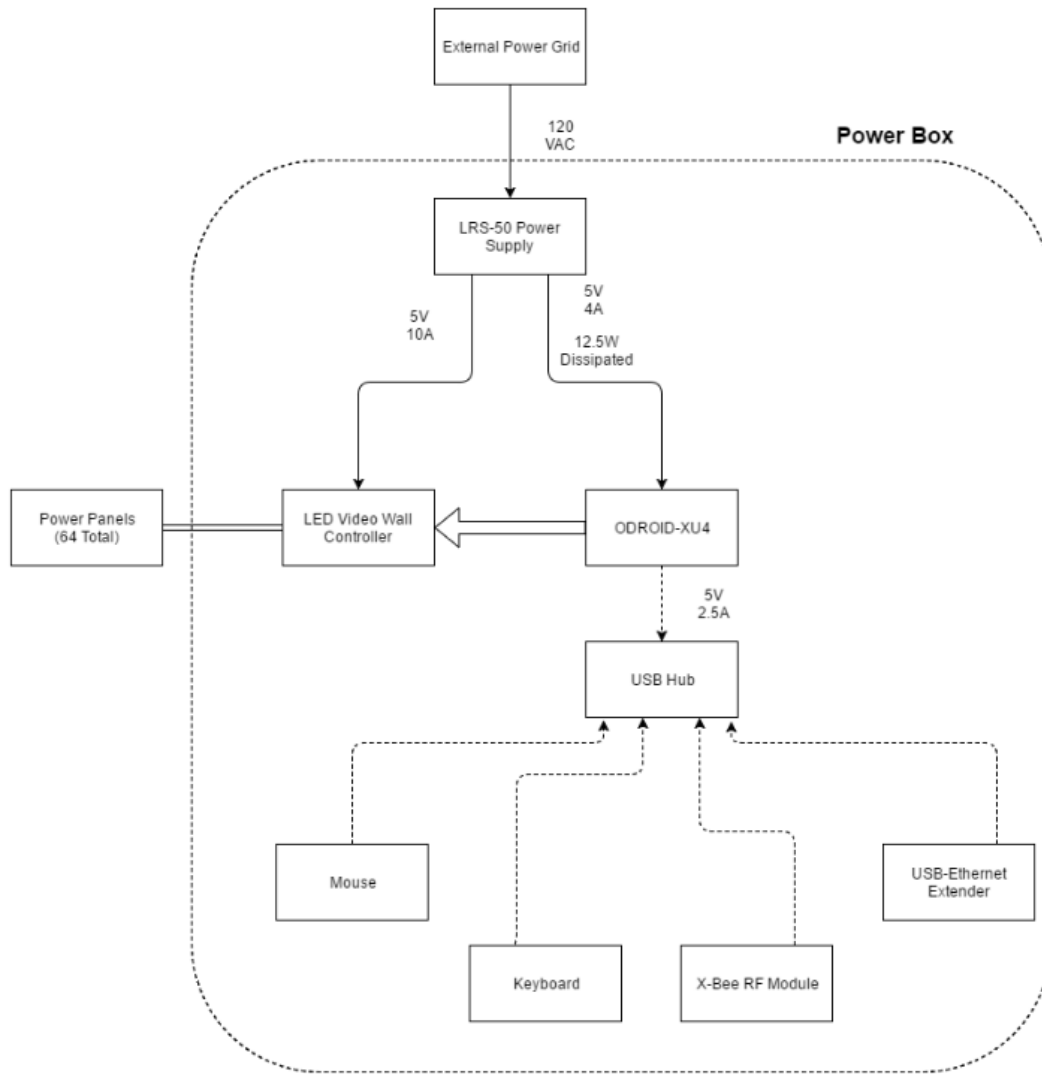 External Power Grid
120
VAC
Power Box
LRS-50 Power
Supply
5V
10A
5V
4A
12.5W
Dissipated
Power Panels
(64 Total)
LED Video Wall
Controller
ODROID-XU4
5V
2.5A
USB Hub
Mouse
USB-Ethernet
Extender
Keyboard
X-Bee RF Module